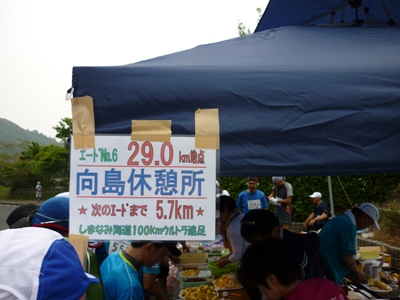 エードNo.6 29.0 km地点
向島休憩所
★ 次のエードまで 5.7km ★
しまなみ海道100kmウルトラ遠足